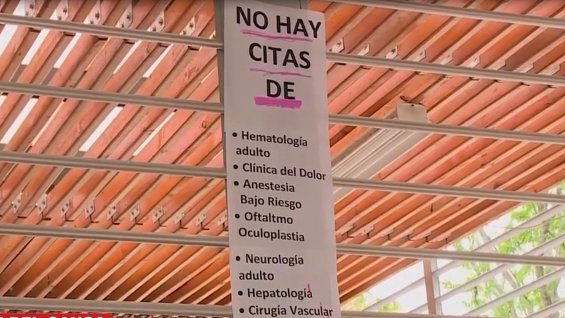 NO HAY
CITAS
DE
• Hematología
adulto
• Clínica del Dolor
• Anestesia
Bajo Riesgo
• Oftaltmo
Oculoplastia
• Neurología
adulto
• Hepatología
• Cirugía Vascular